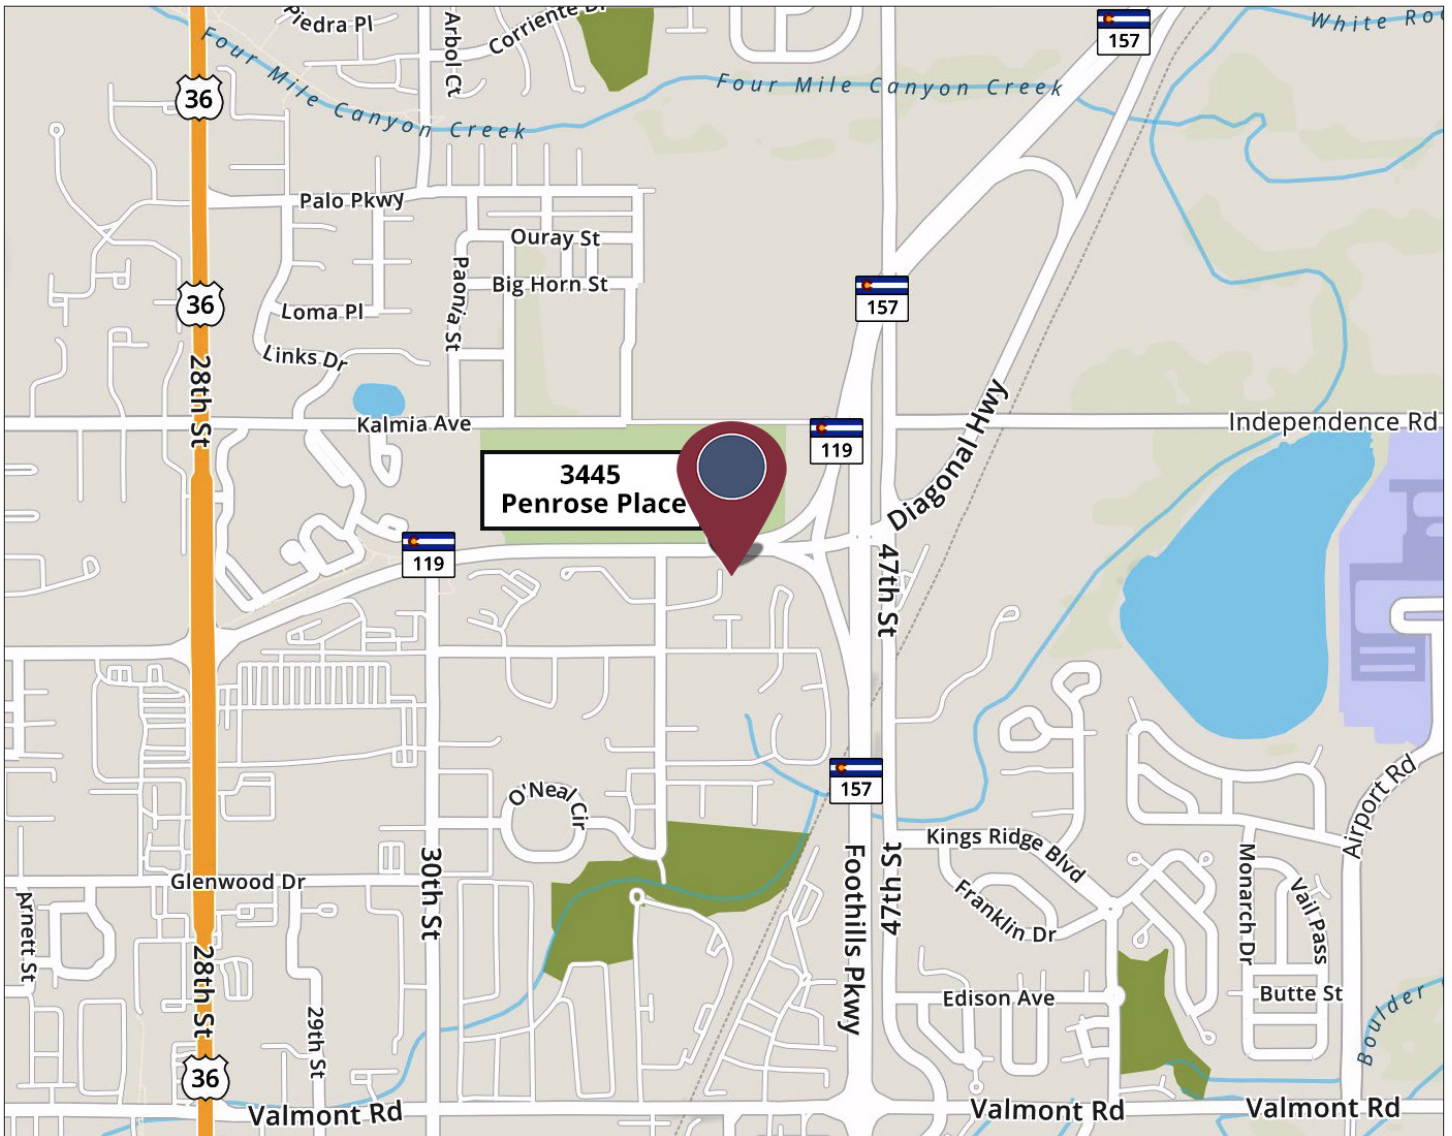 Piedra Pl
Arbol Ct
Corriente Dr
157
White Ro
36
Four Mile Canyon Creek
Four Mile Canyon Creek
Palo Pkwy
Ouray St
Big Horn St
Paonia St
36
Loma Pl
Links Dr
157
28th St
Kalmia Ave
119
Diagonal Hwy
Independence Rd
3445
Penrose Place
119
47th St
157
O'Neal Cir
Airport Rd
Kings Ridge Blvd
Glenwood Dr
30th St
Foothills Pkwy
47th St
Franklin Dr
Monarch Dr
Vail Pass
Arnett St
28th St
29th St
Edison Ave
Butte St
Boulder
36
Valmont Rd
Valmont Rd
Valmont Rd